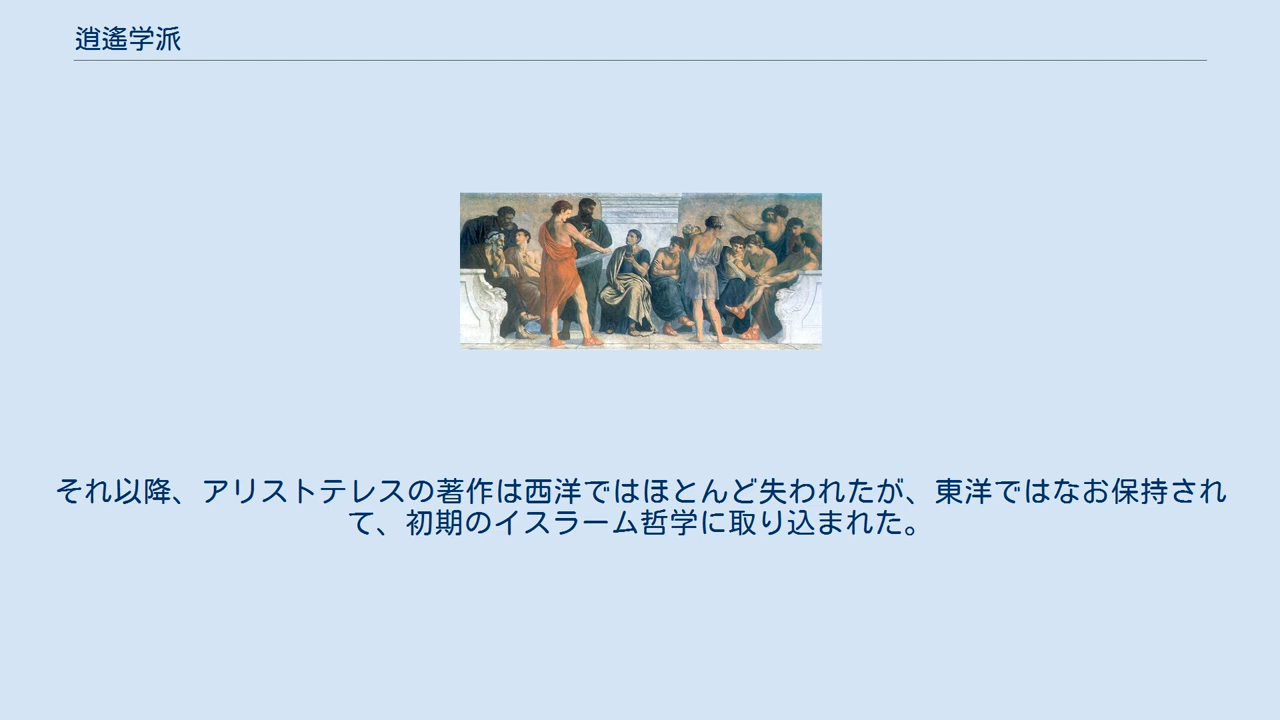 逍遙学派
それ以降、アリストテレスの著作は西洋ではほとんど失われたが、東洋ではなお保持され
て、初期のイスラーム哲学に取り込まれた。